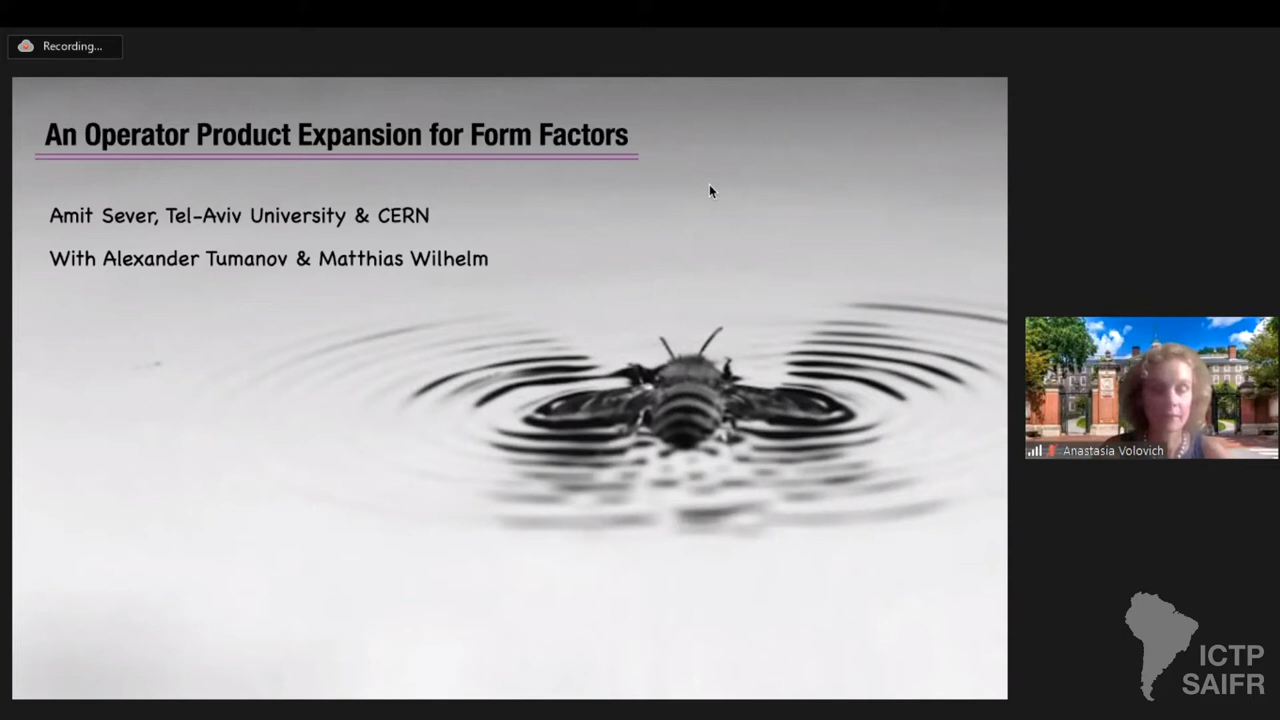 Recording...
An Operator Product Expansion for Form Factors
Amit Sever, Tel-Aviv University & CERN
With Alexander Tumanov & Matthias Wilhelm
Anastasia Volovich
ICTP
SAIFR